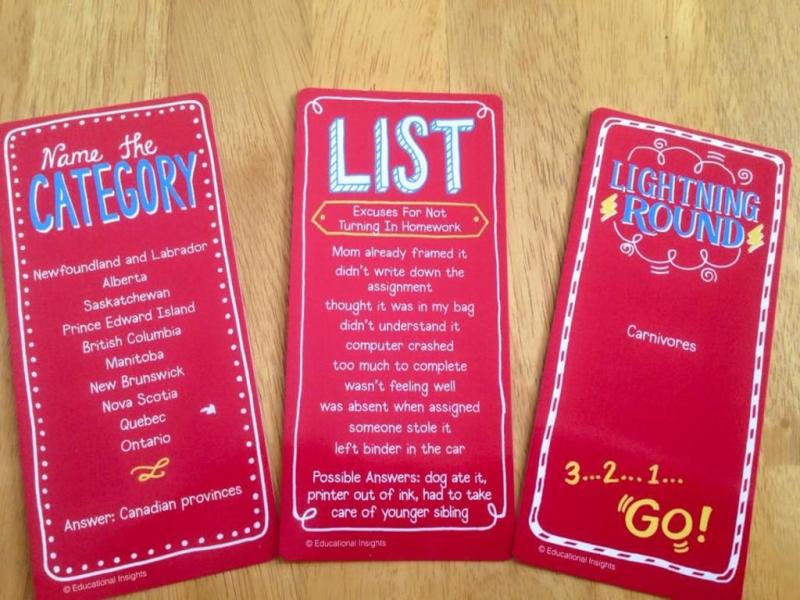 Name the
CATEGORY
Newfoundland and Labrador
Alberta
Saskatchewan
Prince Edward Island
British Columbia
Manitoba
New Brunswick
Nova Scotia
Quebec
Ontario
Answer: Canadian provinces
© Educational Insights
LIST
Excuses For Not
Turning In Homework
Mom already framed it
didn't write down the
assignment
thought it was in my bag
didn't understand it
computer crashed
too much to complete
wasn't feeling well
was absent when assigned
someone stole it
left binder in the car
Possible Answers: dog ate it,
printer out of ink, had to take
care of younger sibling
© Educational Insights
LIGHTNING
ROUND
Carnivores
3...2...1...
GO!
© Educational Insights